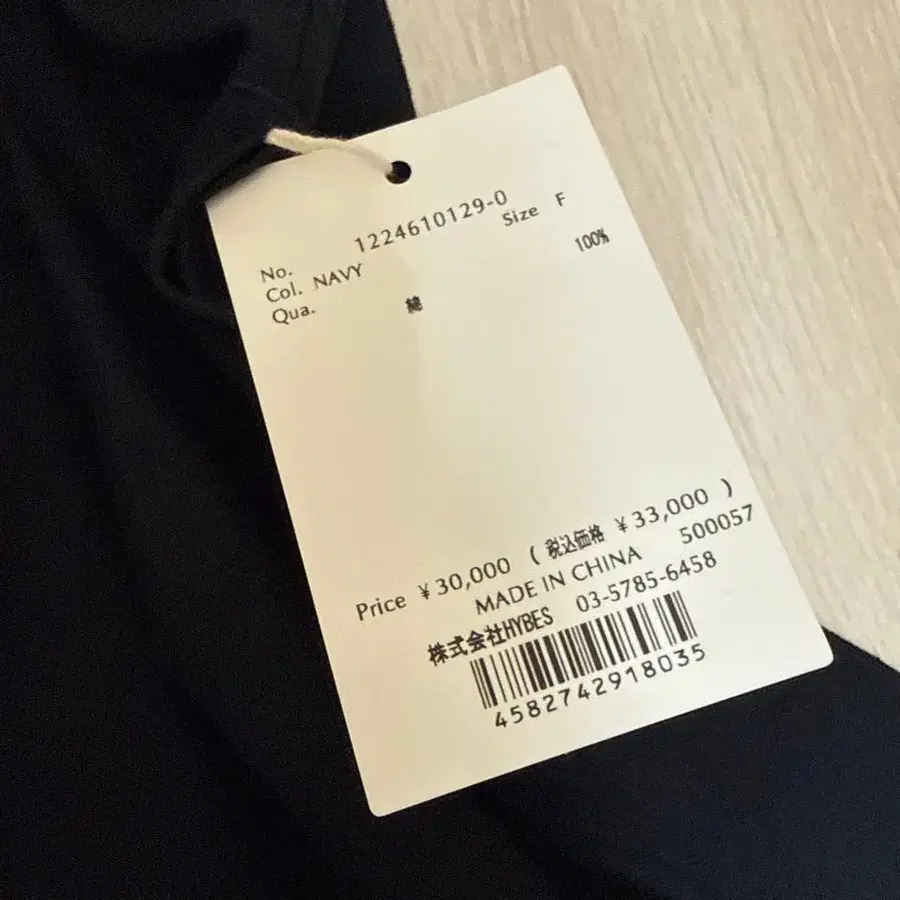 No. 1224610129-0
Col. NAVY Size F
Qua. 綿 100%
Price ¥30,000 ( 税込価格 ¥33,000 )
MADE IN CHINA 500057
株式会社HYBES 03-5785-6458
4582742918035